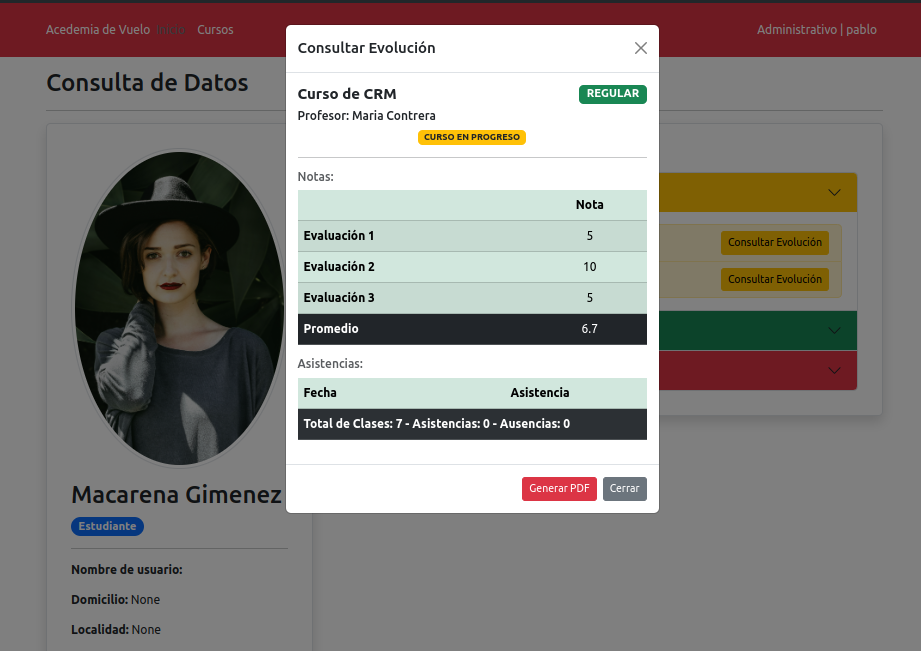 Acedemia de Vuelo Inicio Cursos Administrativo | pablo
Consulta de Datos
Consultar Evolución
Curso de CRM REGULAR
Profesor: Maria Contrera
CURSO EN PROGRESO
Notas:
Nota
Evaluación 1 5
Evaluación 2 10
Evaluación 3 5
Promedio 6.7
Asistencias:
Fecha Asistencia
Total de Clases: 7 - Asistencias: 0 - Ausencias: 0
Generar PDF Cerrar
Consultar Evolución
Consultar Evolución
Macarena Gimenez
Estudiante
Nombre de usuario:
Domicilio: None
Localidad: None